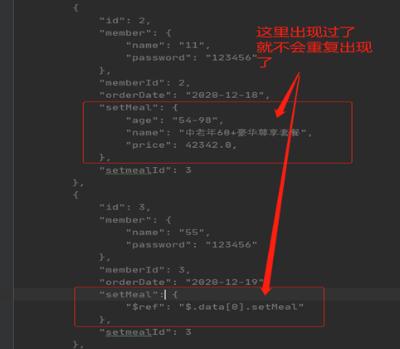 {
"id": 2,
"member": {
"name": "11",
"password": "123456"
},
"memberId": 2,
"orderDate": "2020-12-18",
"setMeal": {
"age": "54-98",
"name": "中老年60+豪华尊享套餐",
"price": 42342.0,
},
"setmealId": 3
},
{
"id": 3,
"member": {
"name": "55",
"password": "123456"
},
"memberId": 3,
"orderDate": "2020-12-19",
"setMeal": {
"$ref": "$.data[0].setMeal"
},
"setmealId": 3
},
这里出现过了
就不会重复出现
了